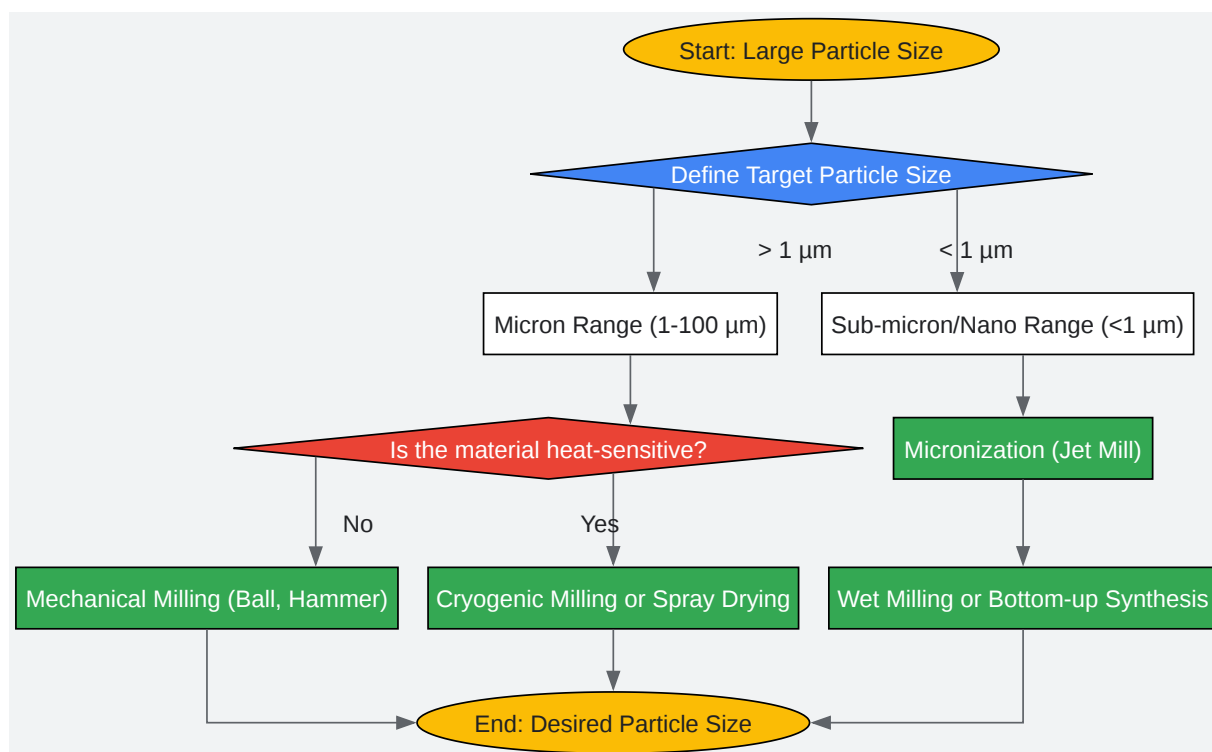 Start: Large Particle Size
Define Target Particle Size
> 1 µm
< 1 µm
Micron Range (1-100 µm)
Sub-micron/Nano Range (<1 µm)
Is the material heat-sensitive?
Micronization (Jet Mill)
No
Yes
Mechanical Milling (Ball, Hammer)
Cryogenic Milling or Spray Drying
Wet Milling or Bottom-up Synthesis
End: Desired Particle Size